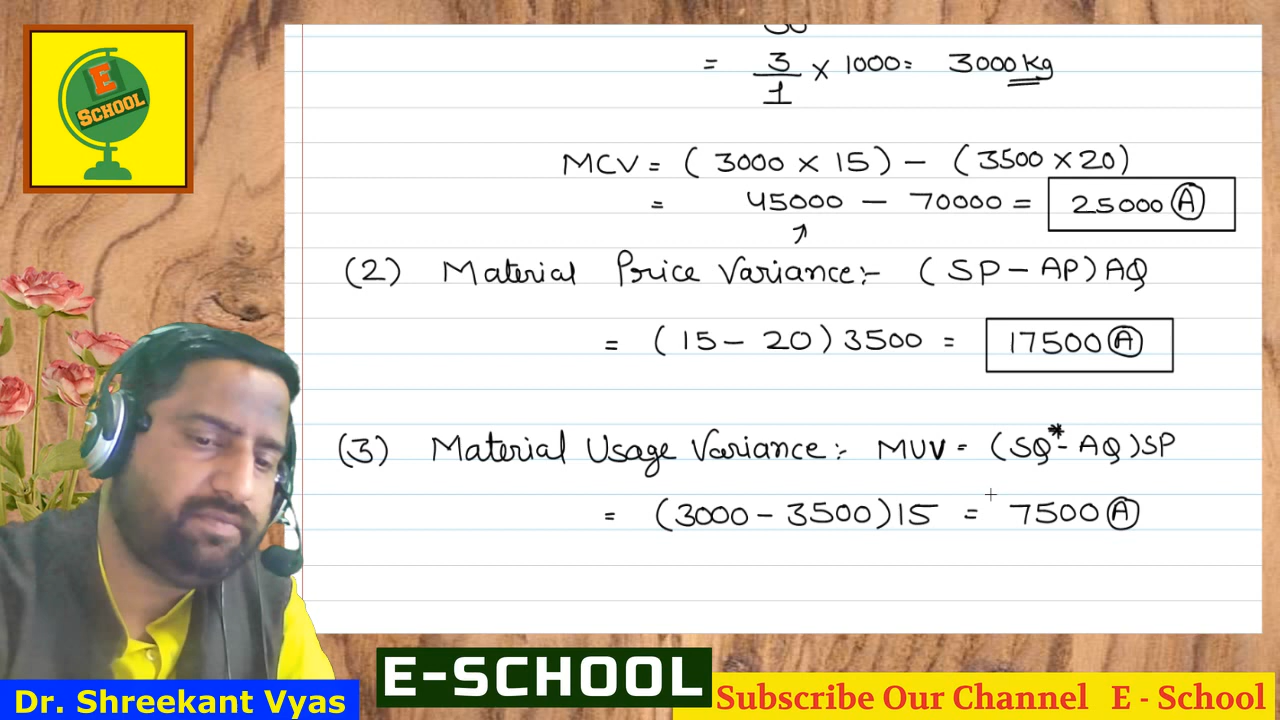 E
SCHOOL
= 3/1 × 1000 = 3000 Kg
MCV = (3000 × 15) - (3500 × 20)
= 45000 - 70000 = 25000 (A)
(2) Material Price Variance:- (SP - AP) AQ
= (15 - 20) 3500 = 17500 (A)
(3) Material Usage Variance:- MUV = (SQ* - AQ) SP
= (3000 - 3500) 15 = 7500 (A)
E-SCHOOL
Dr. Shreekant Vyas
Subscribe Our Channel E - School